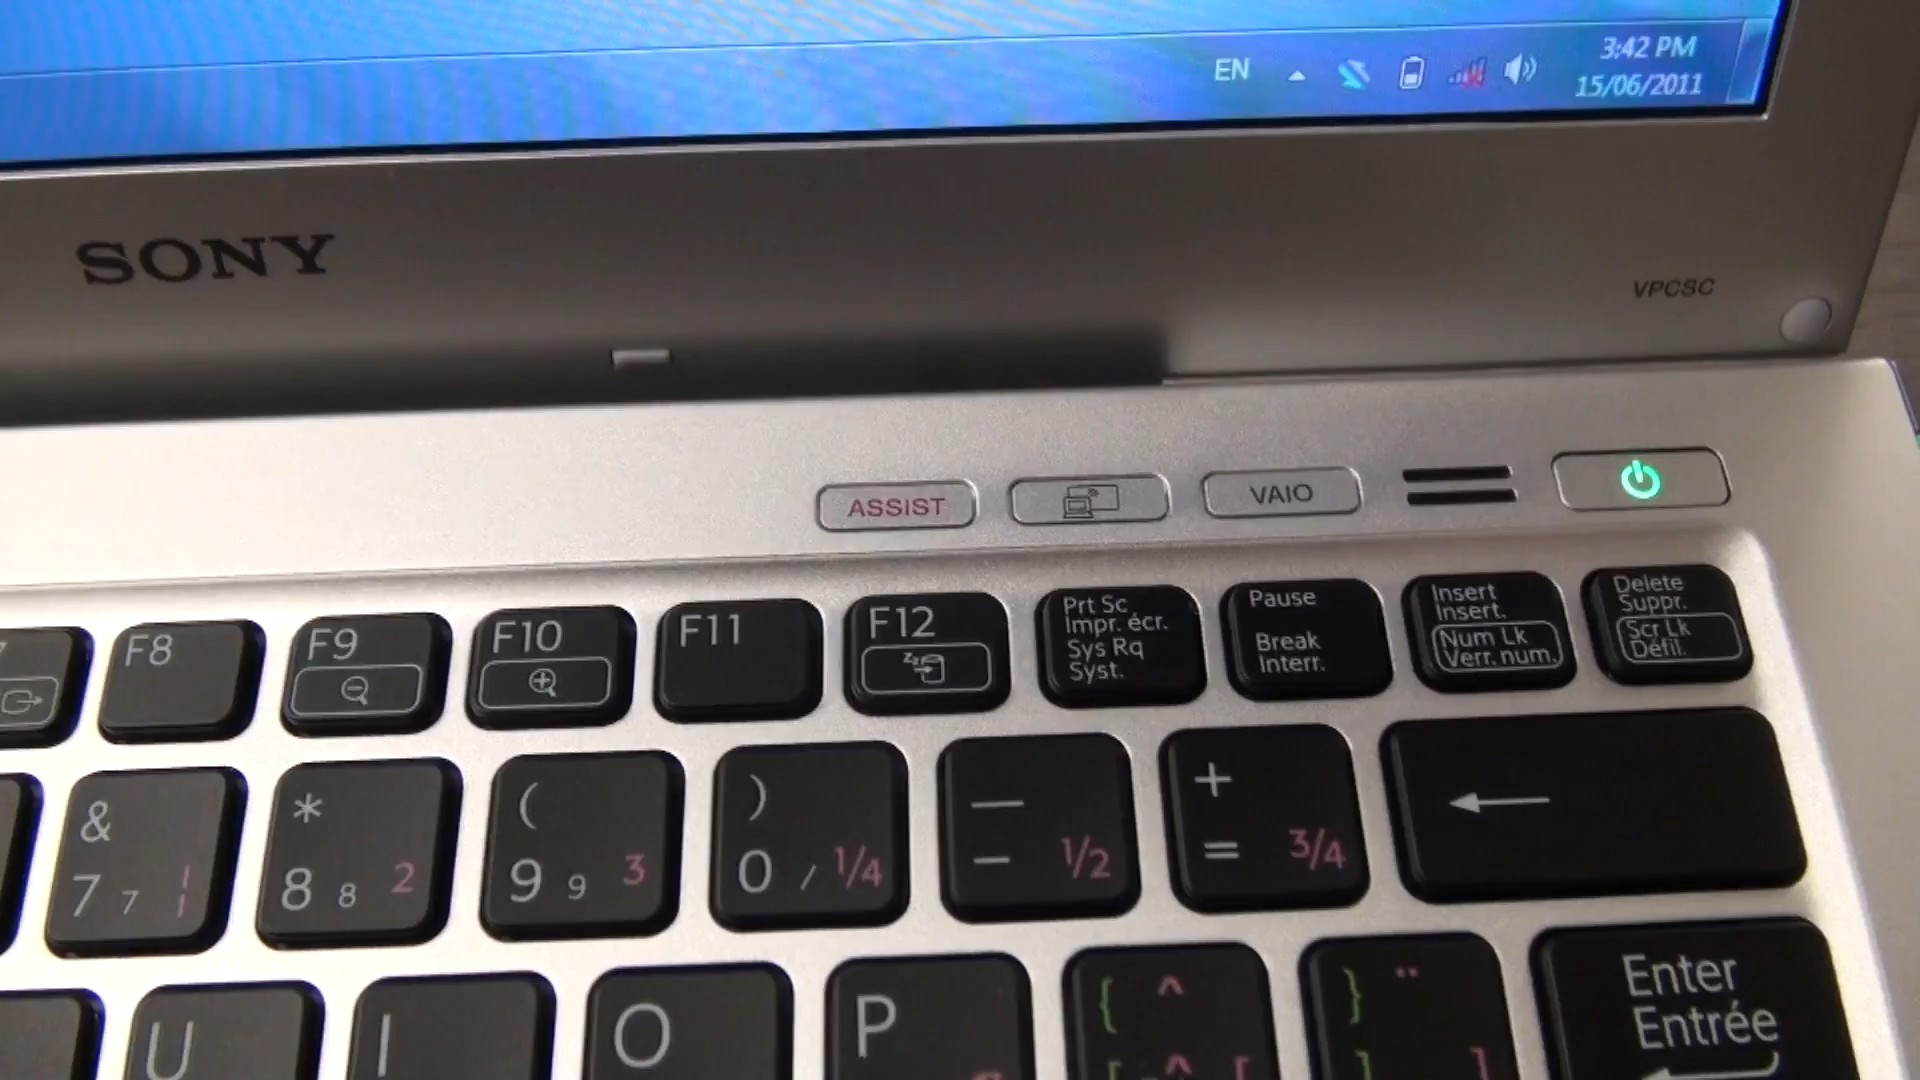 EN
3:42 PM
15/06/2011
SONY
VPCSC
ASSIST
VAIO
F8
F9
F10
F11
F12
Prt Sc
Impr. écr.
Sys Rq
Syst.
Pause
Break
Interr.
Insert
Insert.
Num Lk
Verr. num.
Delete
Suppr.
Scr Lk
Défil.
&
7 7 ¦
*
8 8 2
(
9 9 3
)
0 / 1/4
—
– 1/2
+
= 3/4
←
U
I
O
P
{ ^
} ¨
Enter
Entrée